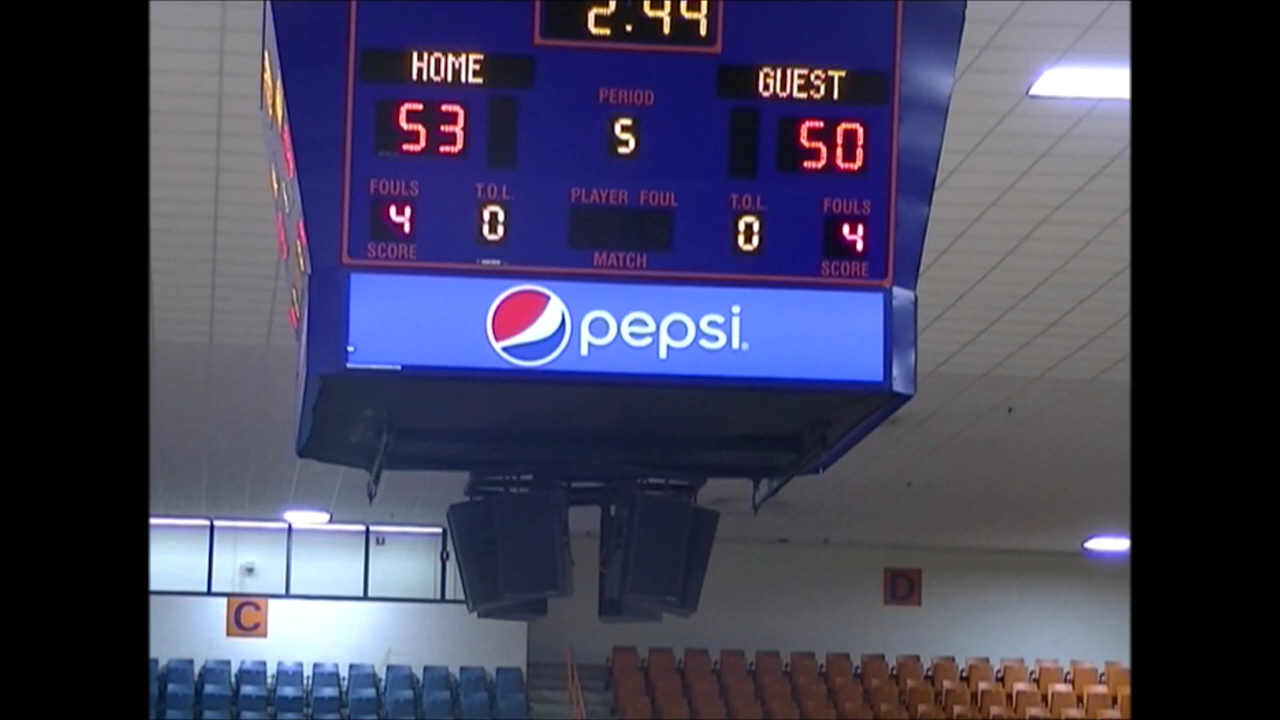 2:44
HOME
GUEST
PERIOD
53
5
50
FOULS
T.O.L.
PLAYER FOUL
T.O.L.
FOULS
4
0
0
4
SCORE
MATCH
SCORE
pepsi
C
D